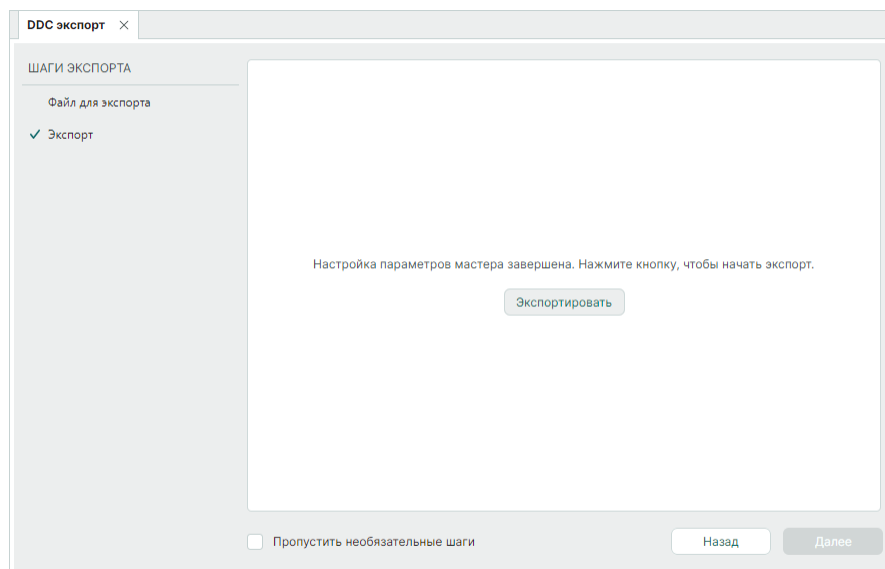 DDC экспорт
ШАГИ ЭКСПОРТА
Файл для экспорта
Экспорт
Настройка параметров мастера завершена. Нажмите кнопку, чтобы начать экспорт.
Экспортировать
Пропустить необязательные шаги
Назад
Далее